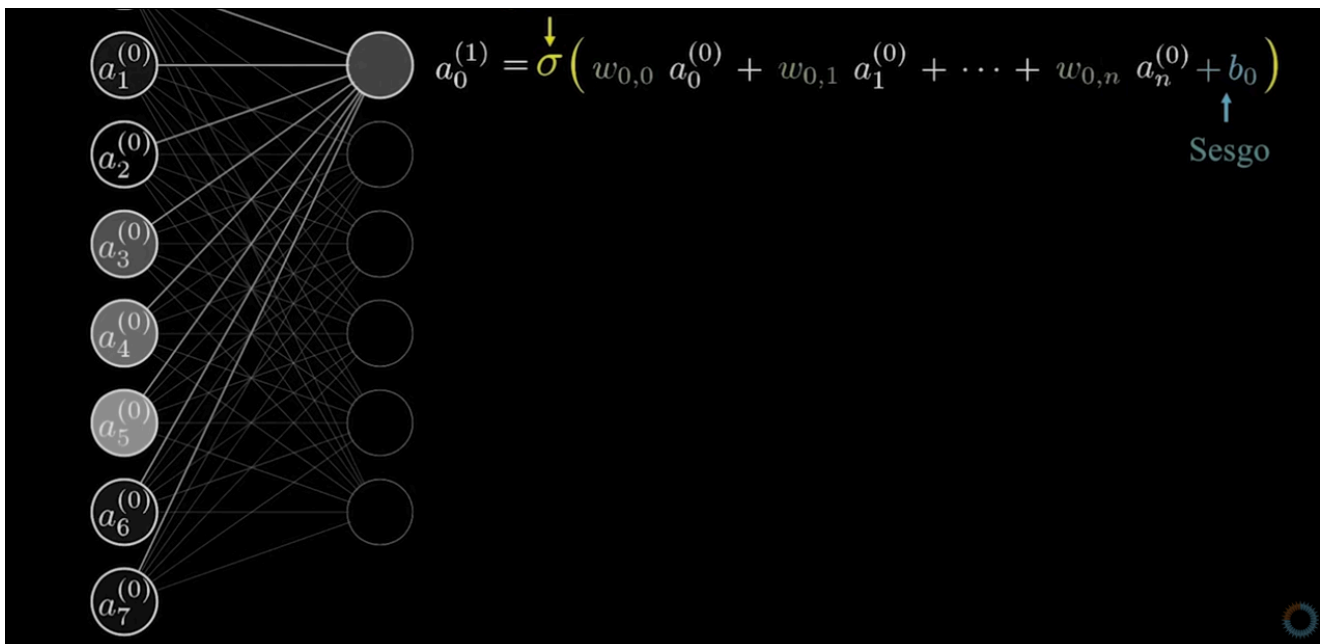 a_1^{(0)}
a_0^{(1)} = σ( w_{0,0} a_0^{(0)} + w_{0,1} a_1^{(0)} + ⋯ + w_{0,n} a_n^{(0)} + b_0 )
a_2^{(0)}
Sesgo
a_3^{(0)}
a_4^{(0)}
a_5^{(0)}
a_6^{(0)}
a_7^{(0)}